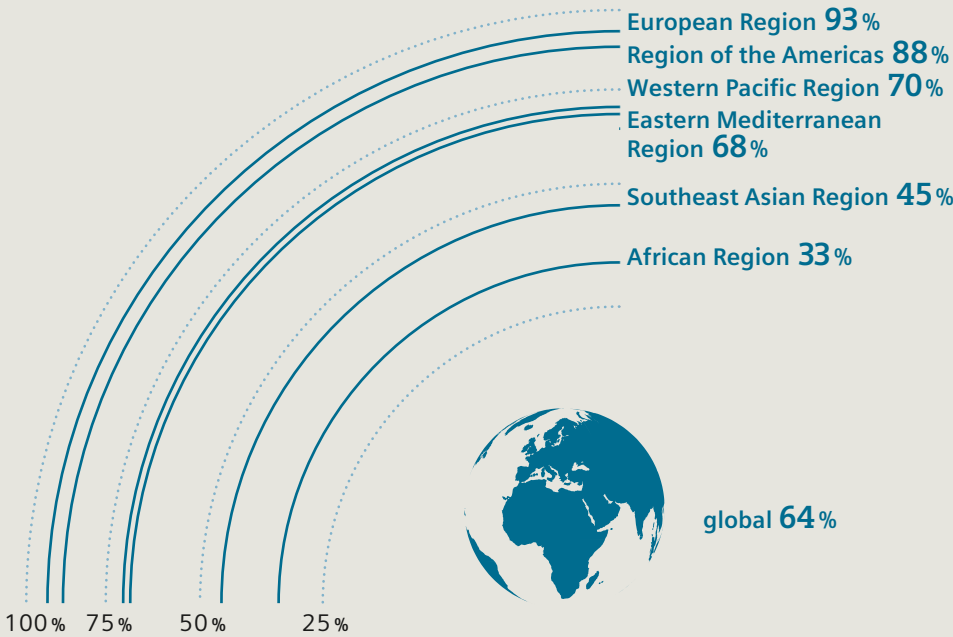 European Region 93%
Region of the Americas 88%
Western Pacific Region 70%
Eastern Mediterranean
Region 68%
Southeast Asian Region 45%
African Region 33%
global 64%
100% 75% 50% 25%